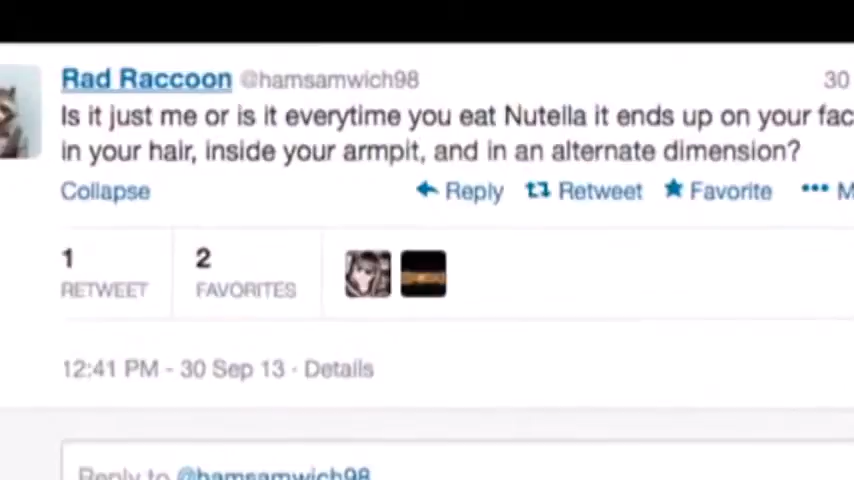 Rad Raccoon @hamsamwich98 30
Is it just me or is it everytime you eat Nutella it ends up on your fac
in your hair, inside your armpit, and in an alternate dimension?
Collapse Reply Retweet Favorite ••• M
1 2
RETWEET FAVORITES
12:41 PM - 30 Sep 13 · Details
Reply to @hamsamwich98